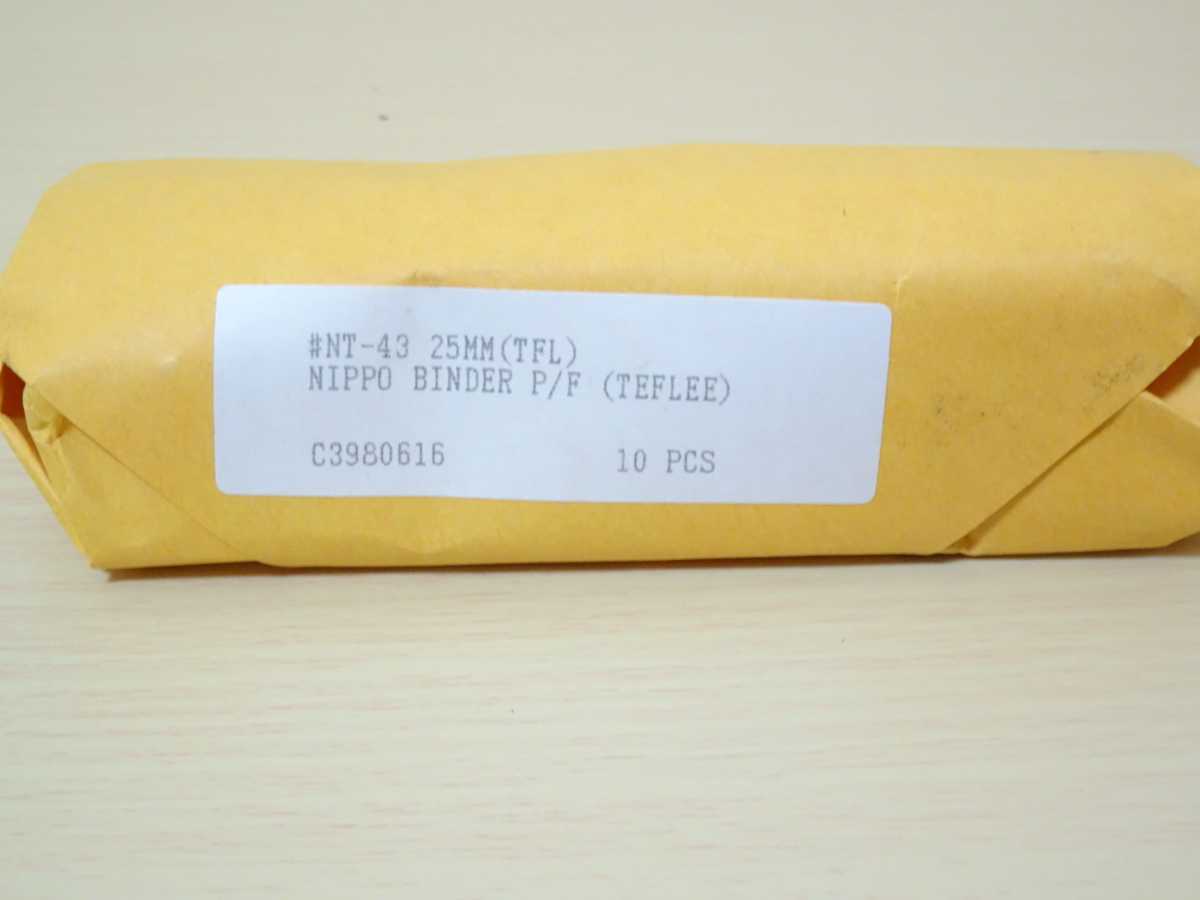 #NT-43 25MM(TFL)
NIPPO BINDER P/F (TEFLEE)
C3980616 10 PCS